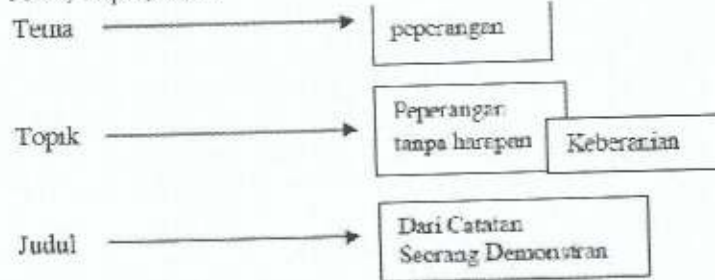 Tema
peperangan
Topik
Peperangan
tanpa harapan
Keberanian
Judul
Dari Catatan
Seorang Demonstran